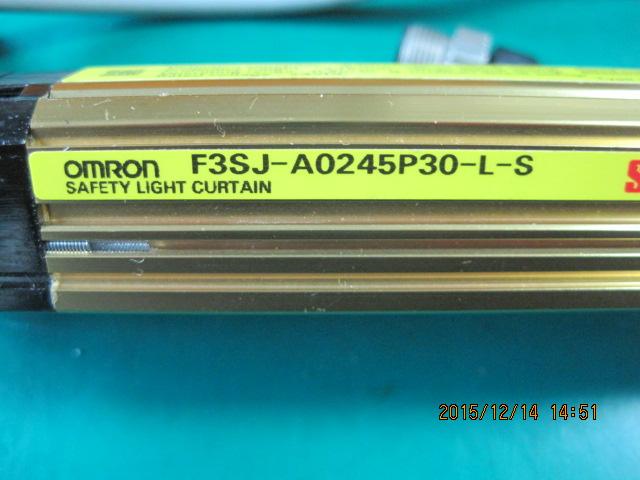 OMRON F3SJ-A0245P30-L-S
SAFETY LIGHT CURTAIN
2015/12/14 14:51